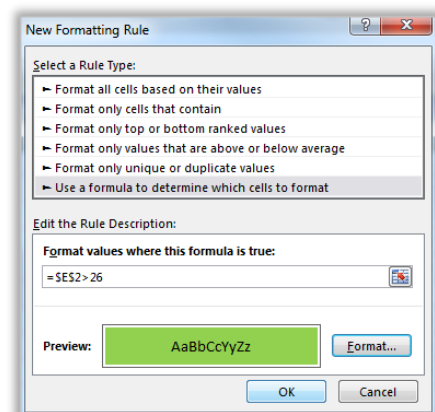 New Formatting Rule
Select a Rule Type:
► Format all cells based on their values
► Format only cells that contain
► Format only top or bottom ranked values
► Format only values that are above or below average
► Format only unique or duplicate values
► Use a formula to determine which cells to format
Edit the Rule Description:
Format values where this formula is true:
=$E$2>26
Preview: AaBbCcYyZz Format...
OK Cancel